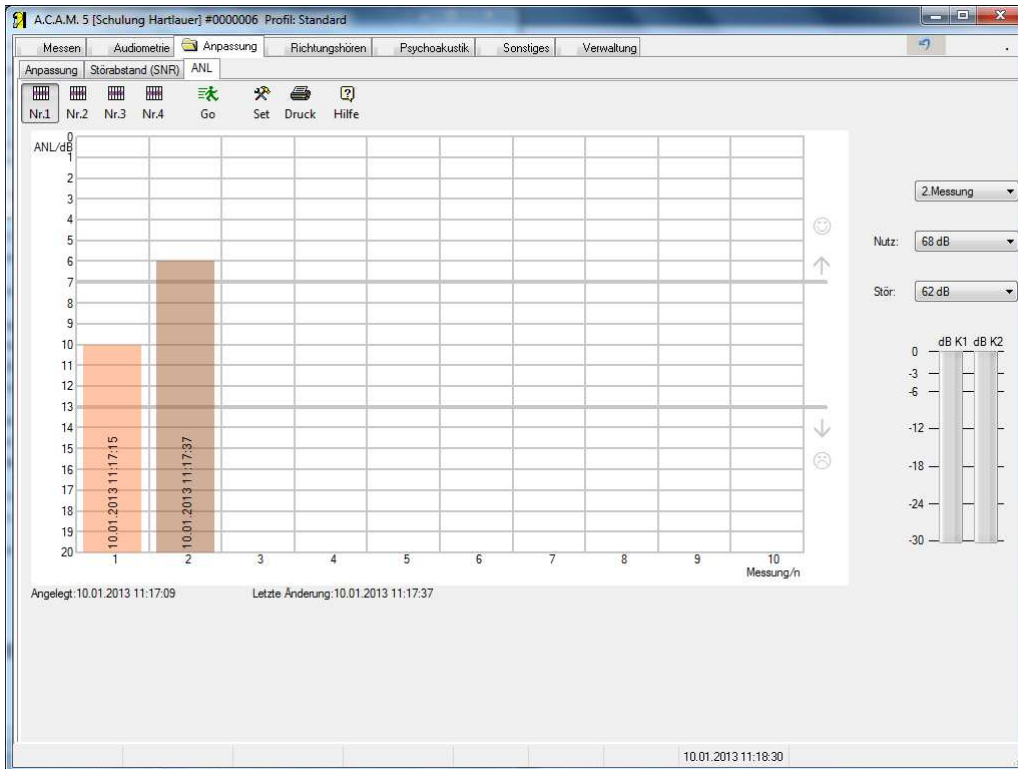 A.C.A.M. 5 [Schulung Hartlauer] #0000006 Profil: Standard
Messen Audiometrie Anpassung Richtungshören Psychoakustik Sonstiges Verwaltung
Anpassung Störabstand (SNR) ANL
Nr.1 Nr.2 Nr.3 Nr.4 Go Set Druck Hilfe
ANL/dB
0
1
2
3
4
5
6
7
8
9
10
11
12
13
14
15
16
17
18
19
20
10.01.2013 11:17:15
10.01.2013 11:17:37
1 2 3 4 5 6 7 8 9 10
Messung/n
Angelegt:10.01.2013 11:17:09 Letzte Änderung:10.01.2013 11:17:37
2.Messung
Nutz: 68 dB
Stör: 62 dB
dB K1 dB K2
0
-3
-6
-12
-18
-24
-30
10.01.2013 11:18:30